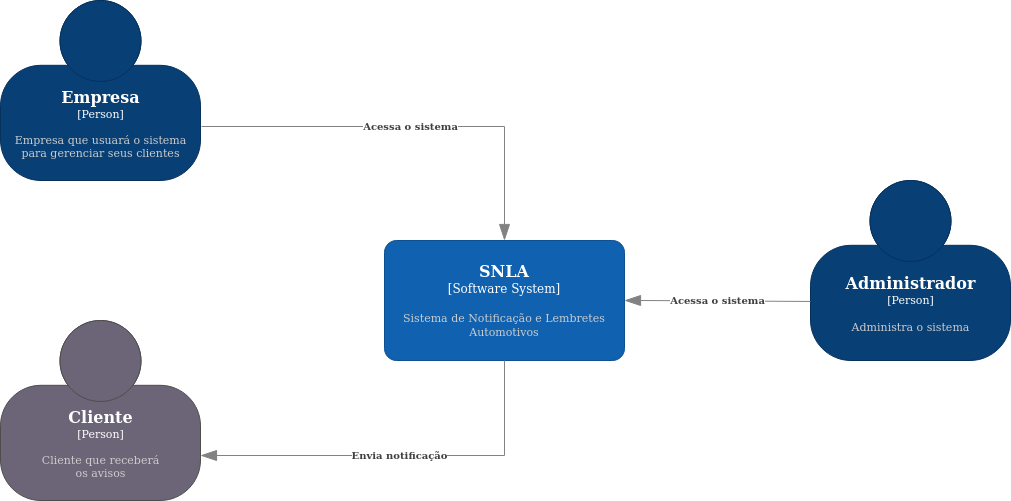 Empresa
[Person]
Empresa que usuará o sistema
para gerenciar seus clientes
Acessa o sistema
SNLA
[Software System]
Sistema de Notificação e Lembretes
Automotivos
Acessa o sistema
Administrador
[Person]
Administra o sistema
Cliente
[Person]
Cliente que receberá
os avisos
Envia notificação